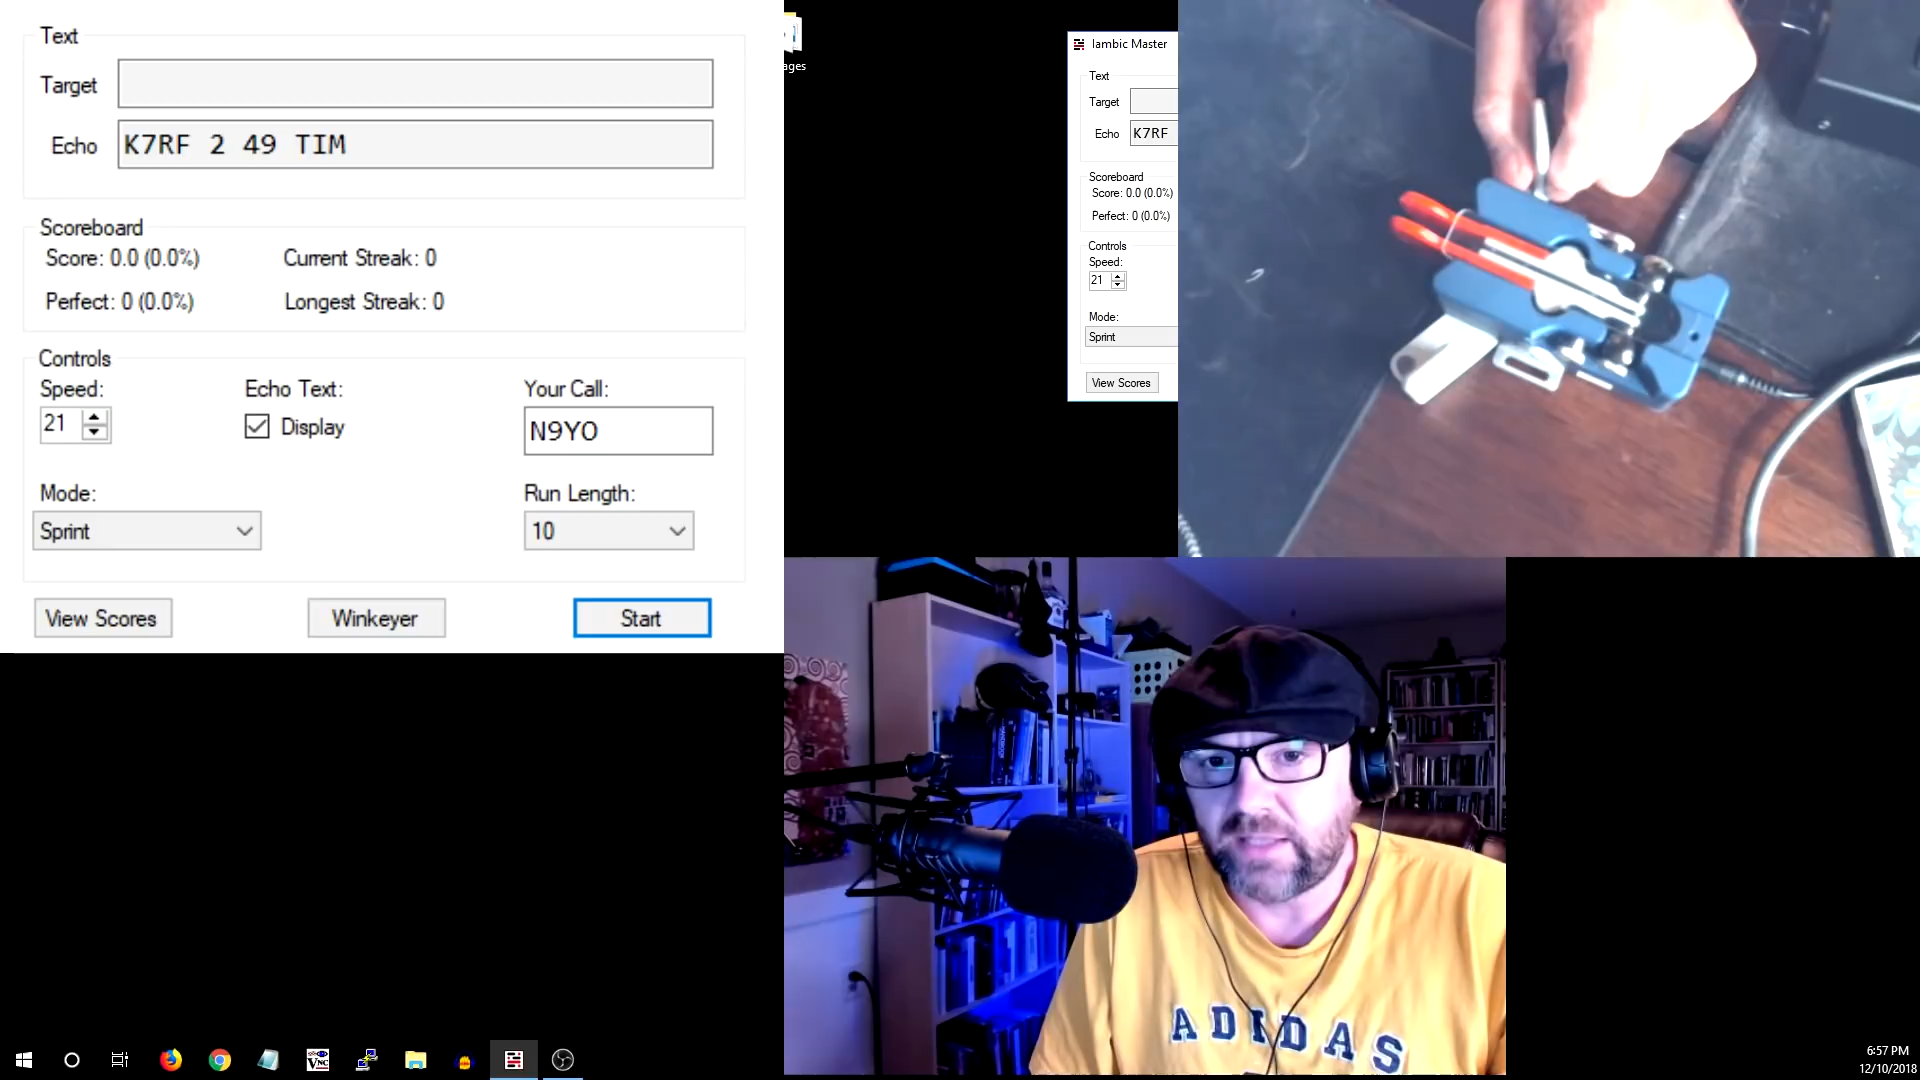 Text
Target
Echo K7RF 2 49 TIM
Scoreboard
Score: 0.0 (0.0%) Current Streak: 0
Perfect: 0 (0.0%) Longest Streak: 0
Controls
Speed: Echo Text: Your Call:
21 Display N9YO
Mode: Run Length:
Sprint 10
View Scores Winkeyer Start
ages
Iambic Master
Text
Target
Echo K7RF
Scoreboard
Score: 0.0 (0.0%)
Perfect: 0 (0.0%)
Controls
Speed:
21
Mode:
Sprint
View Scores
ADIDAS
VNC
6:57 PM
12/10/2018